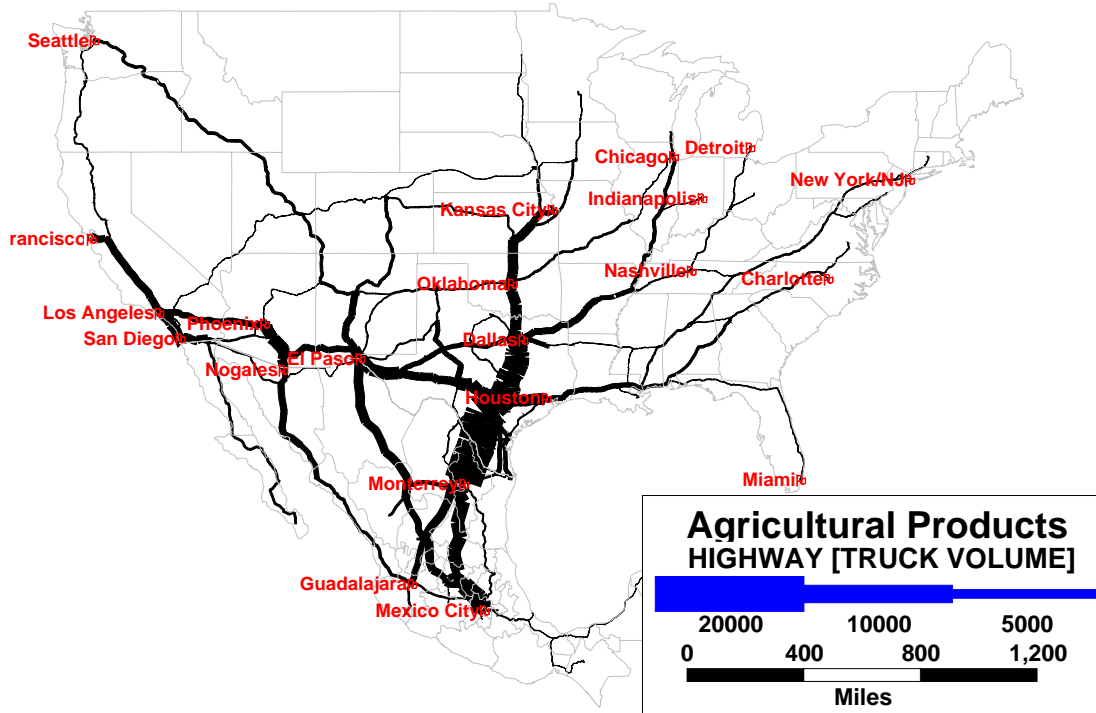 Seattle
Chicago
Detroit
New York/NJ
Indianapolis
Kansas City
rancisco
Nashville
Charlotte
Oklahoma
Los Angeles
Phoenix
San Diego
Dallas
El Paso
Nogales
Houston
Miami
Monterrey
Guadalajara
Mexico City
Agricultural Products
HIGHWAY [TRUCK VOLUME]
20000 10000 5000
0 400 800 1,200
Miles